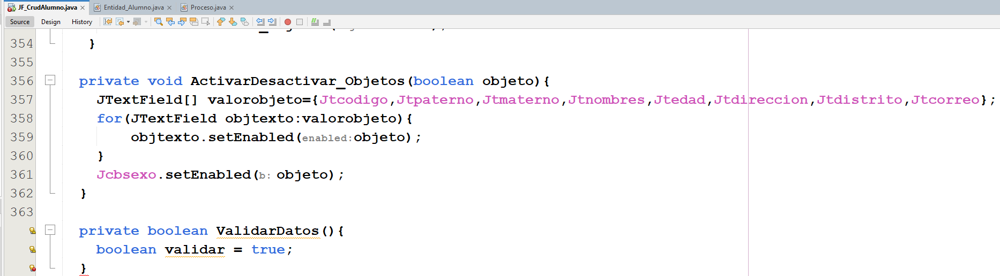 JF_CrudAlumno.java Entidad_Alumno.java Proceso.java
Source Design History
354 }
355
356 private void ActivarDesactivar_Objetos(boolean objeto){
357 JTextField[] valorobjeto={Jtcodigo,Jtpaterno,Jtmaterno,Jtnombres,Jtedad,Jtdireccion,Jtdistrito,Jtcorreo};
358 for(JTextField objtexto:valorobjeto){
359 objtexto.setEnabled(enabled:objeto);
360 }
361 Jcbsexo.setEnabled(b: objeto);
362 }
363
private boolean ValidarDatos(){
boolean validar = true;
}